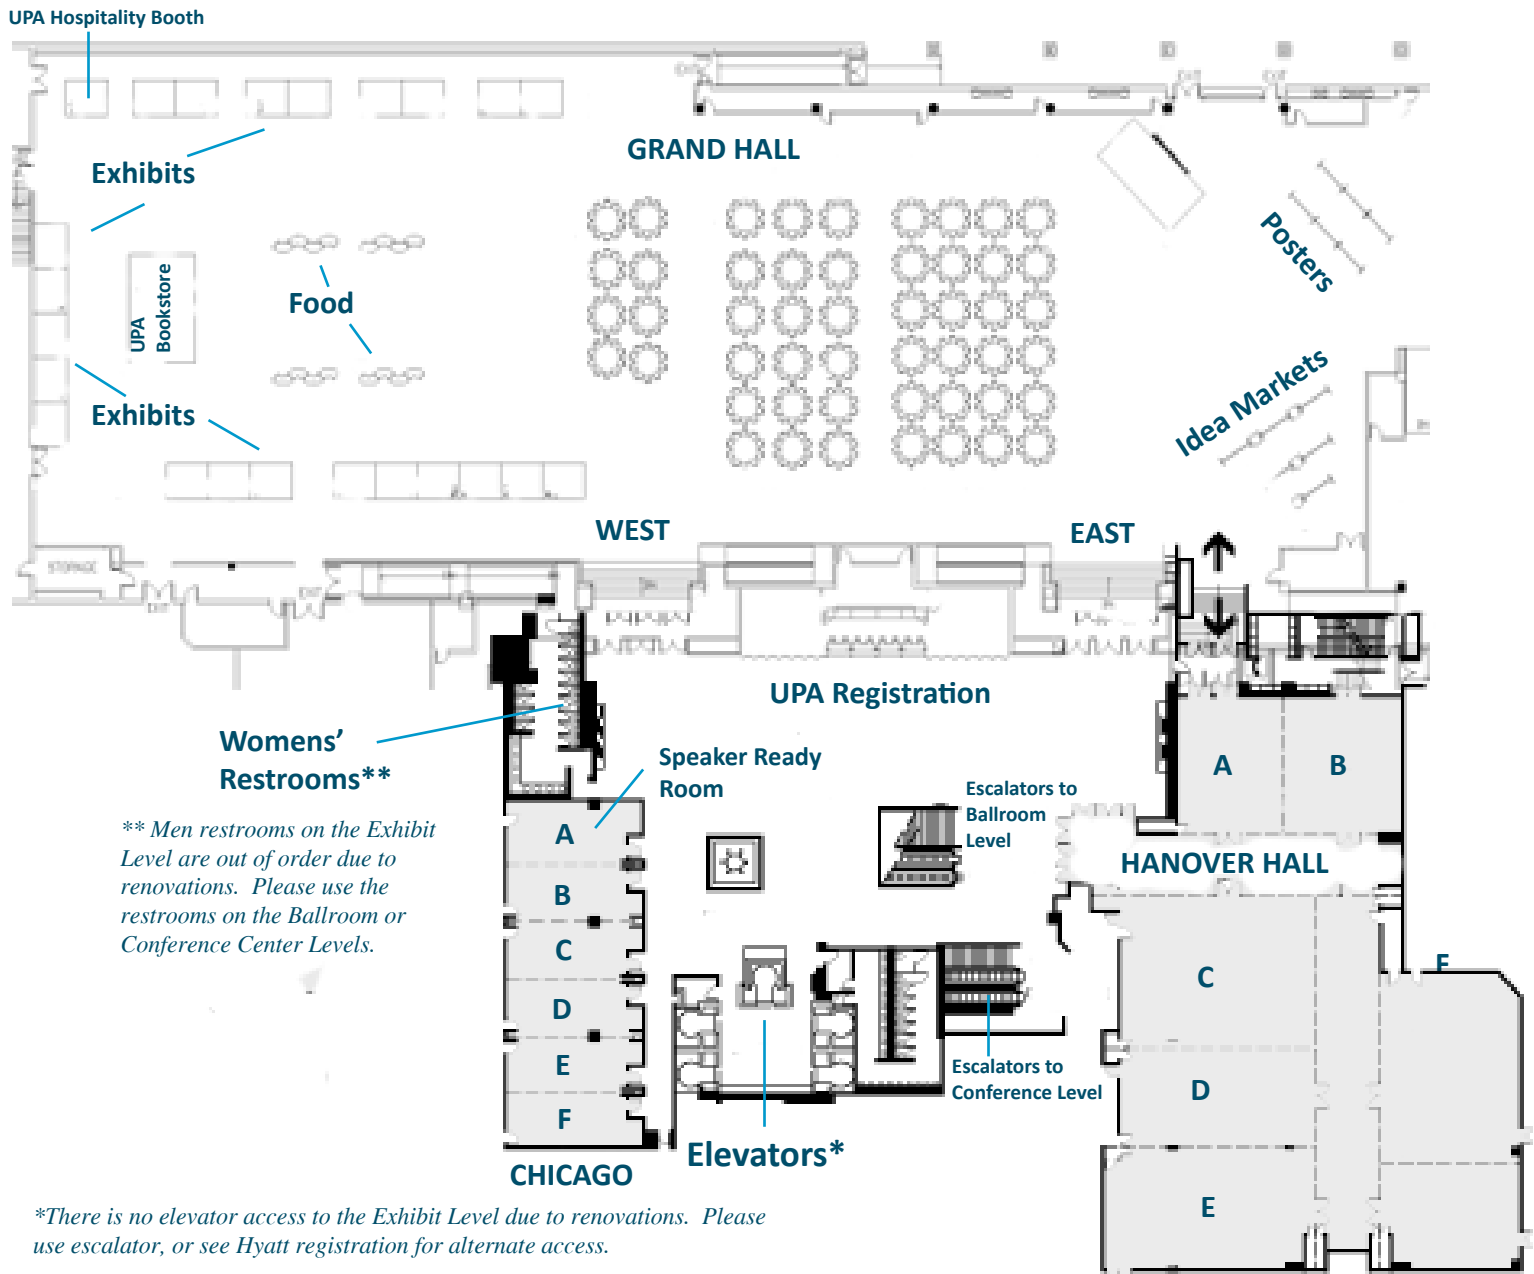 UPA Hospitality Booth
GRAND HALL
Exhibits
Posters
UPA
Bookstore
Food
Idea Markets
Exhibits
WEST
EAST
STORAGE
UPA Registration
Womens’
Restrooms**
Speaker Ready
Room
A
B
Escalators to
Ballroom
Level
** Men restrooms on the Exhibit
Level are out of order due to
renovations.  Please use the
restrooms on the Ballroom or
Conference Center Levels.
A
B
C
D
E
F
HANOVER HALL
C
D
E
Escalators to
Conference Level
Elevators*
CHICAGO
*There is no elevator access to the Exhibit Level due to renovations.  Please
use escalator, or see Hyatt registration for alternate access.